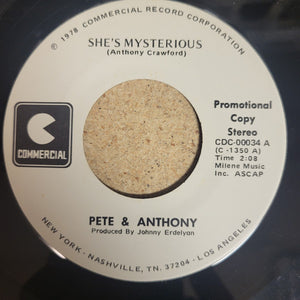 © 1978 COMMERCIAL RECORD CORPORATION
SHE'S MYSTERIOUS
(Anthony Crawford)
COMMERCIAL
Promotional
Copy
Stereo
CDC-00034 A
(C -1350 A)
Time 2:08
Milene Music
Inc. ASCAP
PETE & ANTHONY
Produced By Johnny Erdelyan
NEW YORK - NASHVILLE, TN. 37204 - LOS ANGELES